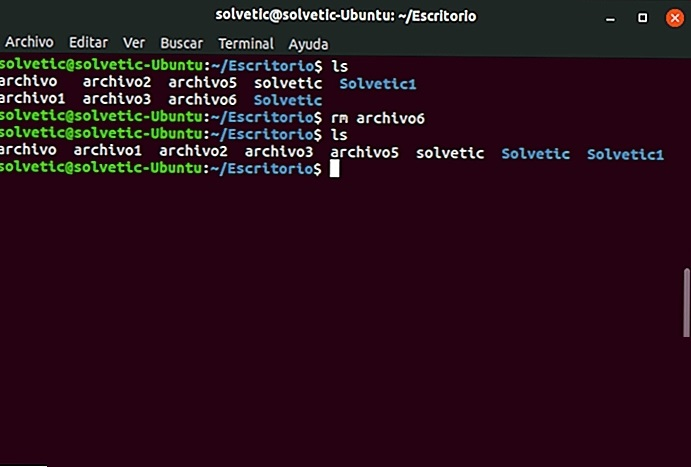 solvetic@solvetic-Ubuntu: ~/Escritorio
Archivo Editar Ver Buscar Terminal Ayuda
solvetic@solvetic-Ubuntu:~/Escritorio$ ls
archivo archivo2 archivo5 solvetic Solvetic1
archivo1 archivo3 archivo6 Solvetic
solvetic@solvetic-Ubuntu:~/Escritorio$ rm archivo6
solvetic@solvetic-Ubuntu:~/Escritorio$ ls
archivo archivo1 archivo2 archivo3 archivo5 solvetic Solvetic Solvetic1
solvetic@solvetic-Ubuntu:~/Escritorio$